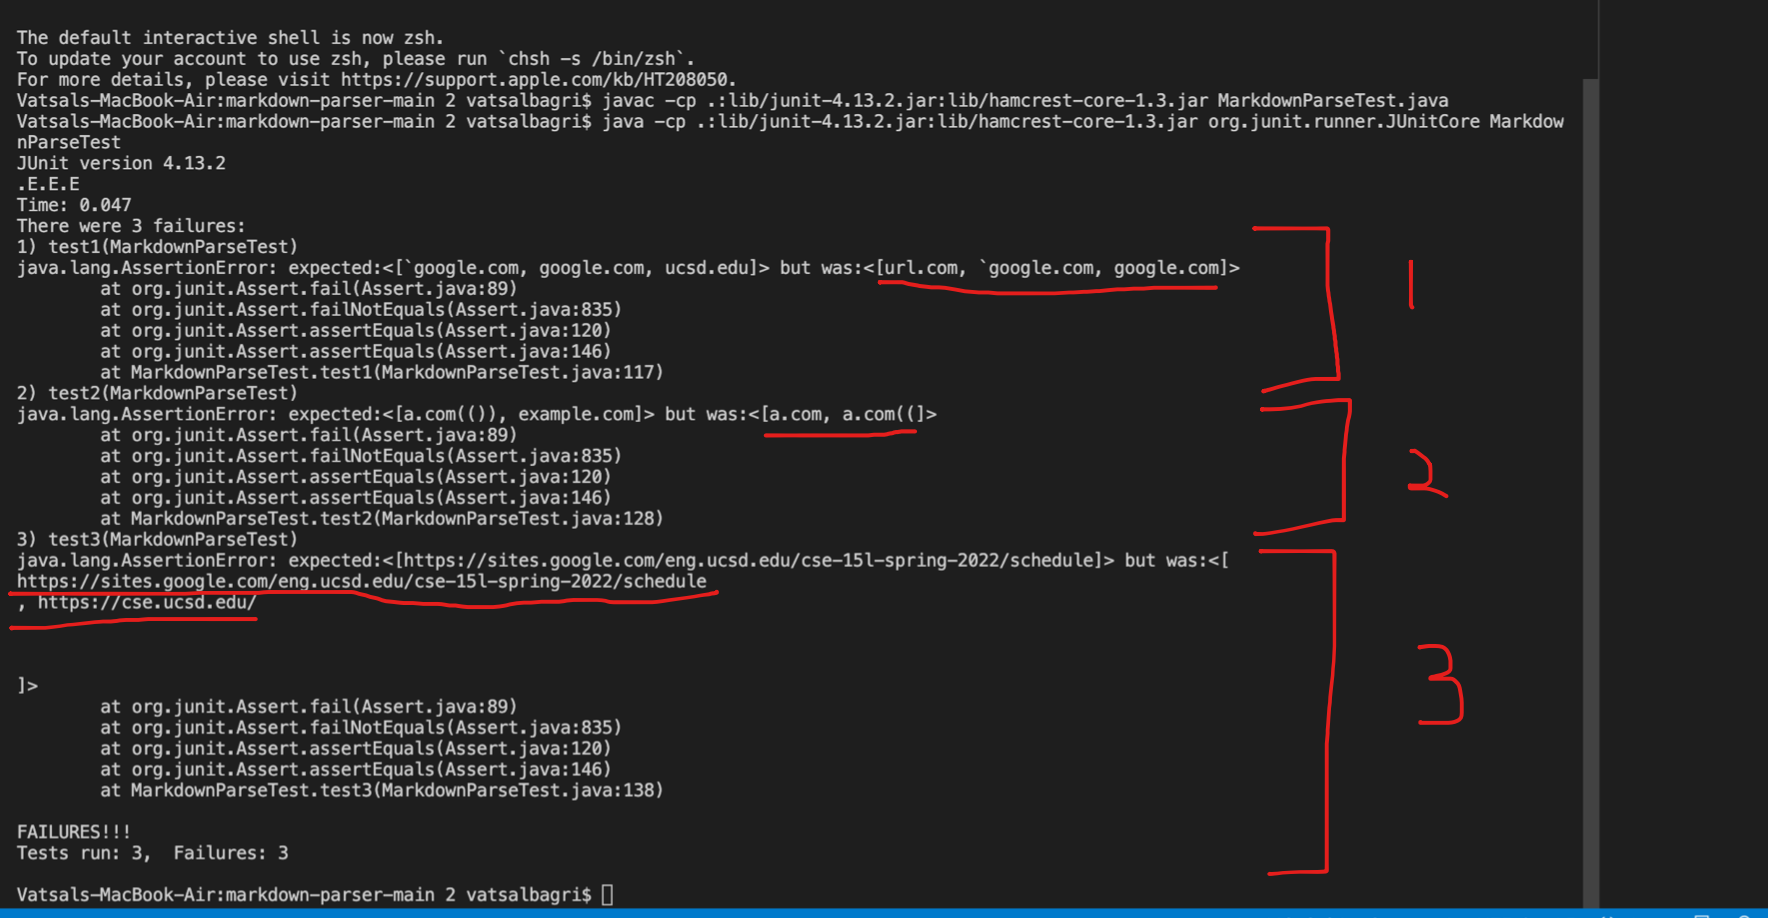 The default interactive shell is now zsh.
To update your account to use zsh, please run `chsh -s /bin/zsh`.
For more details, please visit https://support.apple.com/kb/HT208050.
Vatsals-MacBook-Air:markdown-parser-main 2 vatsalbagri$ javac -cp .:lib/junit-4.13.2.jar:lib/hamcrest-core-1.3.jar MarkdownParseTest.java
Vatsals-MacBook-Air:markdown-parser-main 2 vatsalbagri$ java -cp .:lib/junit-4.13.2.jar:lib/hamcrest-core-1.3.jar org.junit.runner.JUnitCore Markdow
nParseTest
JUnit version 4.13.2
.E.E.E
Time: 0.047
There were 3 failures:
1) test1(MarkdownParseTest)
java.lang.AssertionError: expected:<[`google.com, google.com, ucsd.edu]> but was:<[url.com, `google.com, google.com]>
        at org.junit.Assert.fail(Assert.java:89)
        at org.junit.Assert.failNotEquals(Assert.java:835)
        at org.junit.Assert.assertEquals(Assert.java:120)
        at org.junit.Assert.assertEquals(Assert.java:146)
        at MarkdownParseTest.test1(MarkdownParseTest.java:117)
1
2) test2(MarkdownParseTest)
java.lang.AssertionError: expected:<[a.com(()), example.com]> but was:<[a.com, a.com((]>
        at org.junit.Assert.fail(Assert.java:89)
        at org.junit.Assert.failNotEquals(Assert.java:835)
        at org.junit.Assert.assertEquals(Assert.java:120)
        at org.junit.Assert.assertEquals(Assert.java:146)
        at MarkdownParseTest.test2(MarkdownParseTest.java:128)
2
3) test3(MarkdownParseTest)
java.lang.AssertionError: expected:<[https://sites.google.com/eng.ucsd.edu/cse-15l-spring-2022/schedule]> but was:<[
https://sites.google.com/eng.ucsd.edu/cse-15l-spring-2022/schedule
, https://cse.ucsd.edu/
]>
        at org.junit.Assert.fail(Assert.java:89)
        at org.junit.Assert.failNotEquals(Assert.java:835)
        at org.junit.Assert.assertEquals(Assert.java:120)
        at org.junit.Assert.assertEquals(Assert.java:146)
        at MarkdownParseTest.test3(MarkdownParseTest.java:138)
3
FAILURES!!!
Tests run: 3,  Failures: 3
Vatsals-MacBook-Air:markdown-parser-main 2 vatsalbagri$